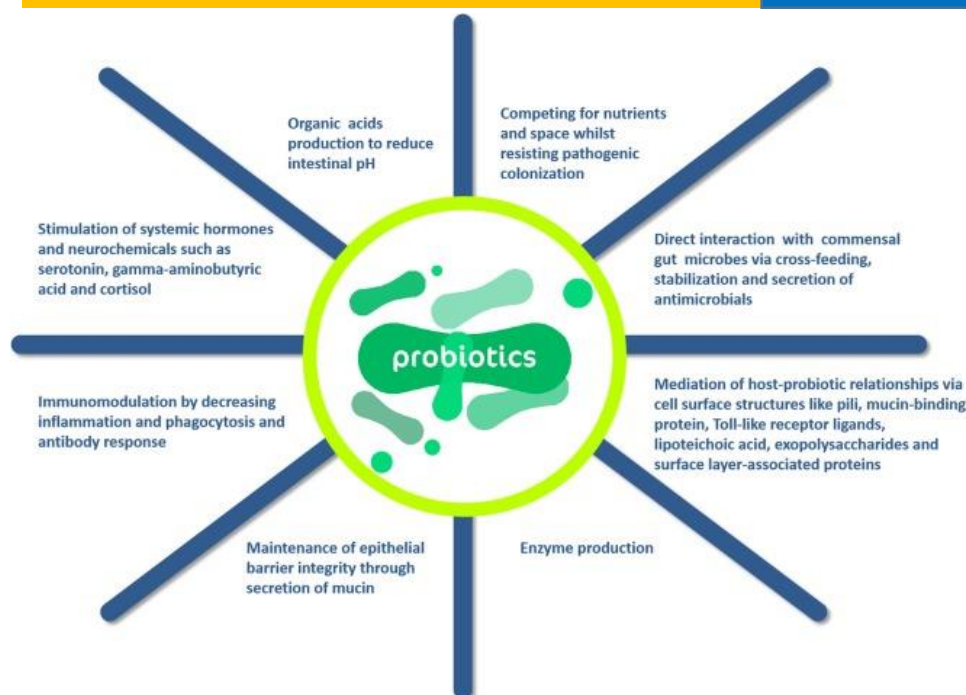 Organic acids
production to reduce
intestinal pH
Competing for nutrients
and space whilst
resisting pathogenic
colonization
Stimulation of systemic hormones
and neurochemicals such as
serotonin, gamma-aminobutyric
acid and cortisol
Direct interaction with commensal
gut microbes via cross-feeding,
stabilization and secretion of
antimicrobials
probiotics
Immunomodulation by decreasing
inflammation and phagocytosis and
antibody response
Mediation of host-probiotic relationships via
cell surface structures like pili, mucin-binding
protein, Toll-like receptor ligands,
lipoteichoic acid, exopolysaccharides and
surface layer-associated proteins
Maintenance of epithelial
barrier integrity through
secretion of mucin
Enzyme production